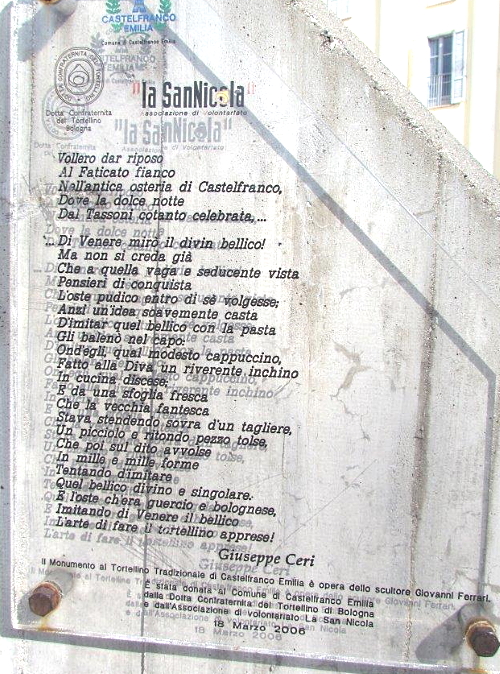 CASTELFRANCO
EMILIA
Comune di Castelfranco Emilia
Dotta Confraternita
del Tortellino
Bologna
"la SanNicola"
Associazione di Volontariato
Vollero dar riposo
Al Faticato fianco
Nell'antica osteria di Castelfranco,
Dove la dolce notte
Dal Tassoni cotanto celebrata,...
...Di Venere mirò il divin bellico!
Ma non si creda già
Che a quella vaga e seducente vista
Pensieri di conquista
L'oste pudico entro di sè volgesse;
Anzi un'idea soavemente casta
D'imitar quel bellico con la pasta
Gli balenò nel capo.
Ond'egli, qual modesto cappuccino,
Fatto alla Diva un riverente inchino
In cucina discese;
E da una sfoglia fresca
Che la vecchia fantesca
Stava stendendo sovra d'un tagliere,
Un picciolo e ritondo pezzo tolse,
Che poi sul dito avvolse
In mille e mille forme
Tentando d'imitare
Quel bellico divino e singolare.
E l'oste ch'era guercio e bolognese,
Imitando di Venere il bellico
L'arte di fare il tortellino apprese!
Giuseppe Ceri
Il Monumento al Tortellino Tradizionale di Castelfranco Emilia è opera dello scultore Giovanni Ferrari.
È stata donata al Comune di Castelfranco Emilia
dalla Dotta Confraternita del Tortellino di Bologna
e dall'Associazione di volontariato La San Nicola
18 Marzo 2006